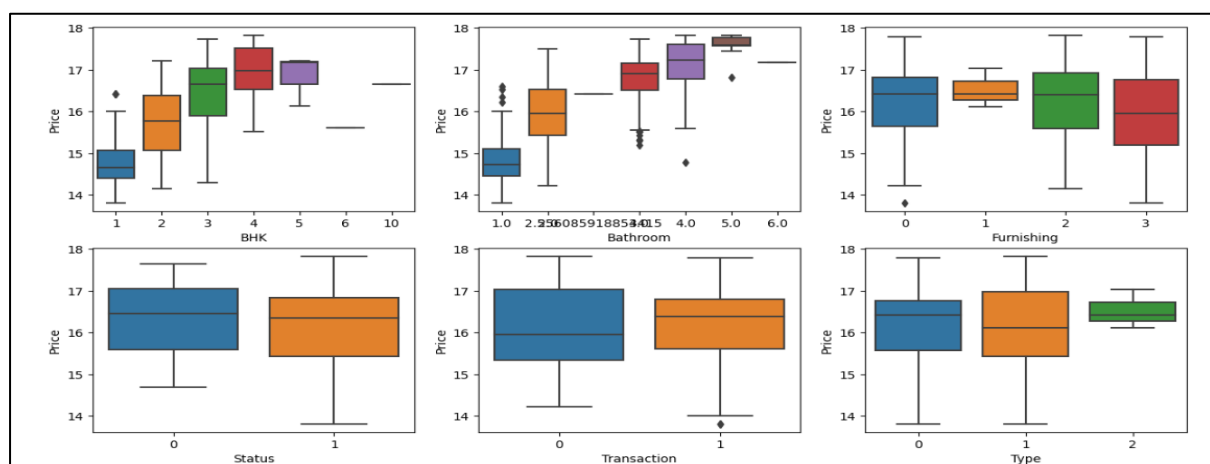 18 18 18
17 17 17
16 16 16
15 15 15
14 14 14
Price Price Price
1 2 3 4 5 6 10 1.0 4.0 5.0 6.0 0 1 2 3
BHK Bathroom Furnishing
18 18 18
17 17 17
16 16 16
15 15 15
14 14 14
Price Price Price
0 1 0 1 0 1 2
Status Transaction Type